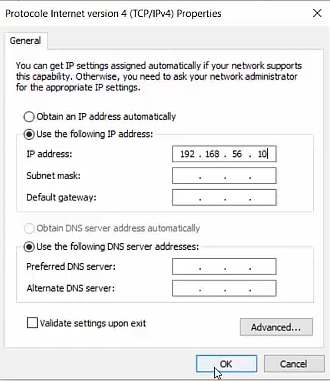 Protocole Internet version 4 (TCP/IPv4) Properties
General
You can get IP settings assigned automatically if your network supports
this capability. Otherwise, you need to ask your network administrator
for the appropriate IP settings.
Obtain an IP address automatically
Use the following IP address:
IP address: 192 . 168 . 56 . 10
Subnet mask: . . .
Default gateway: . . .
Obtain DNS server address automatically
Use the following DNS server addresses:
Preferred DNS server: . . .
Alternate DNS server: . . .
Validate settings upon exit
Advanced...
OK Cancel